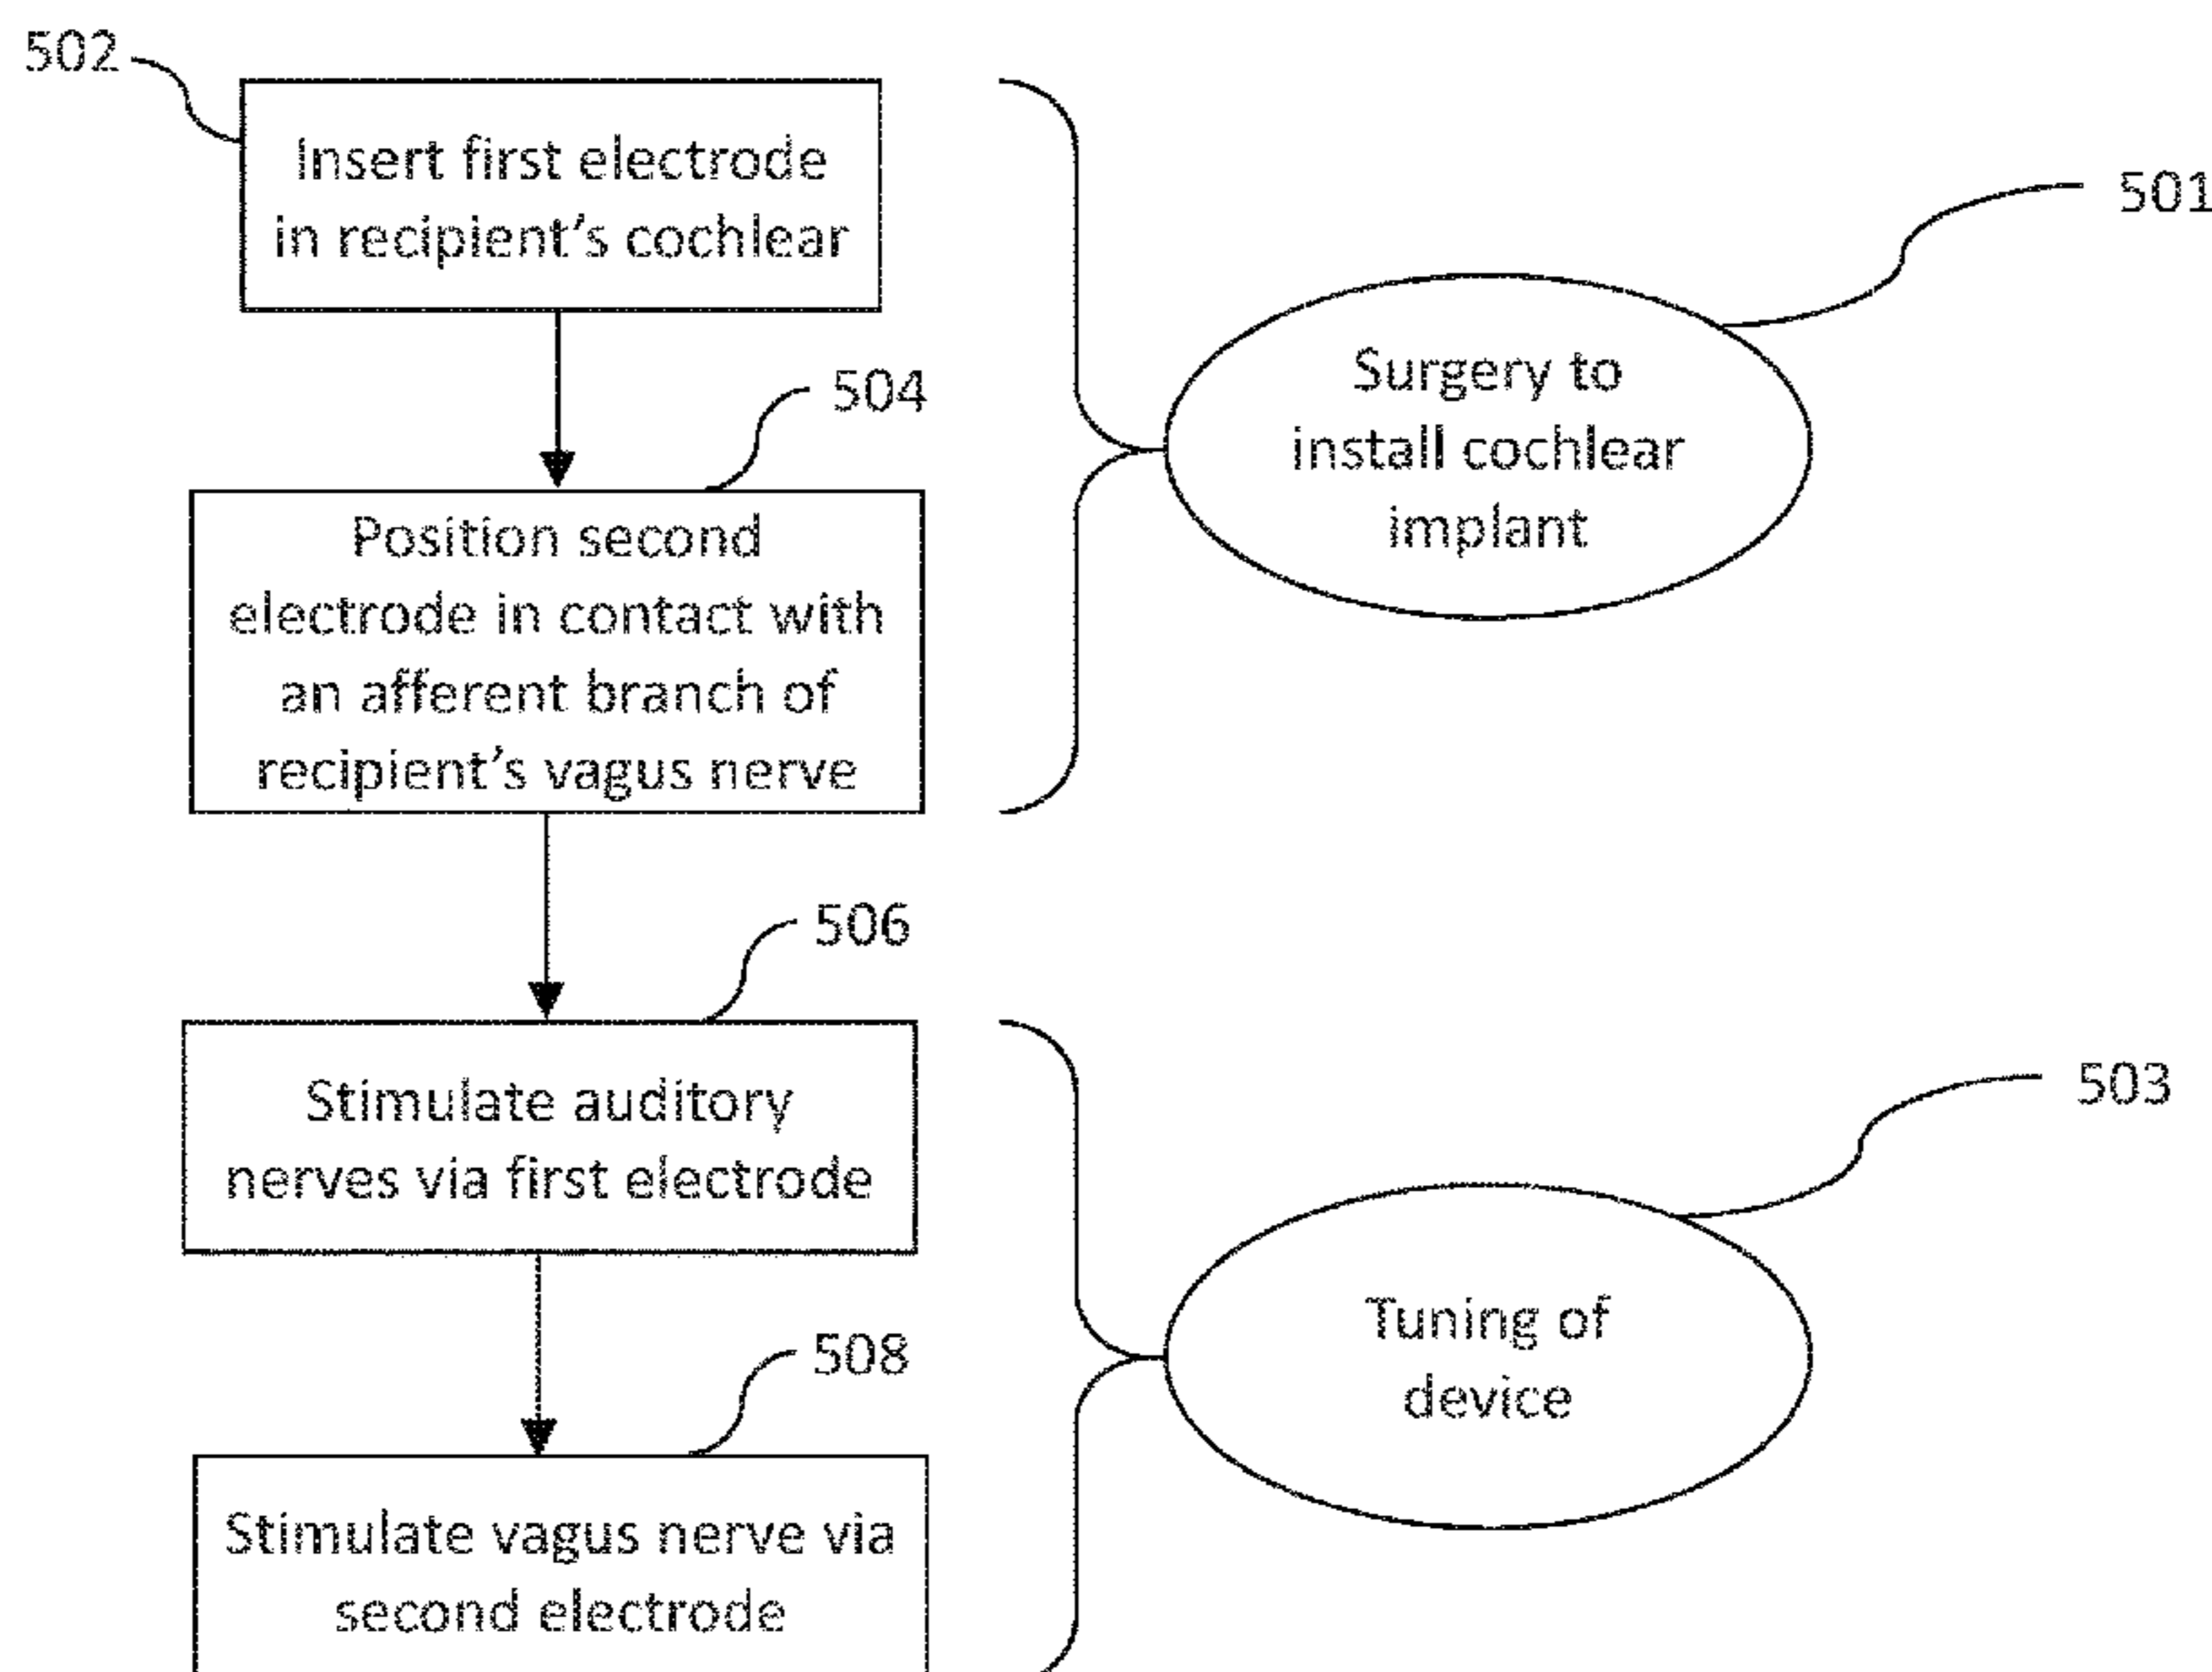 502
Insert first electrode
in recipient's cochlear
501
Surgery to
install cochlear
implant
504
Position second
electrode in contact with
an afferent branch of
recipient's vagus nerve
506
Stimulate auditory
nerves via first electrode
503
Tuning of
device
508
Stimulate vagus nerve via
second electrode